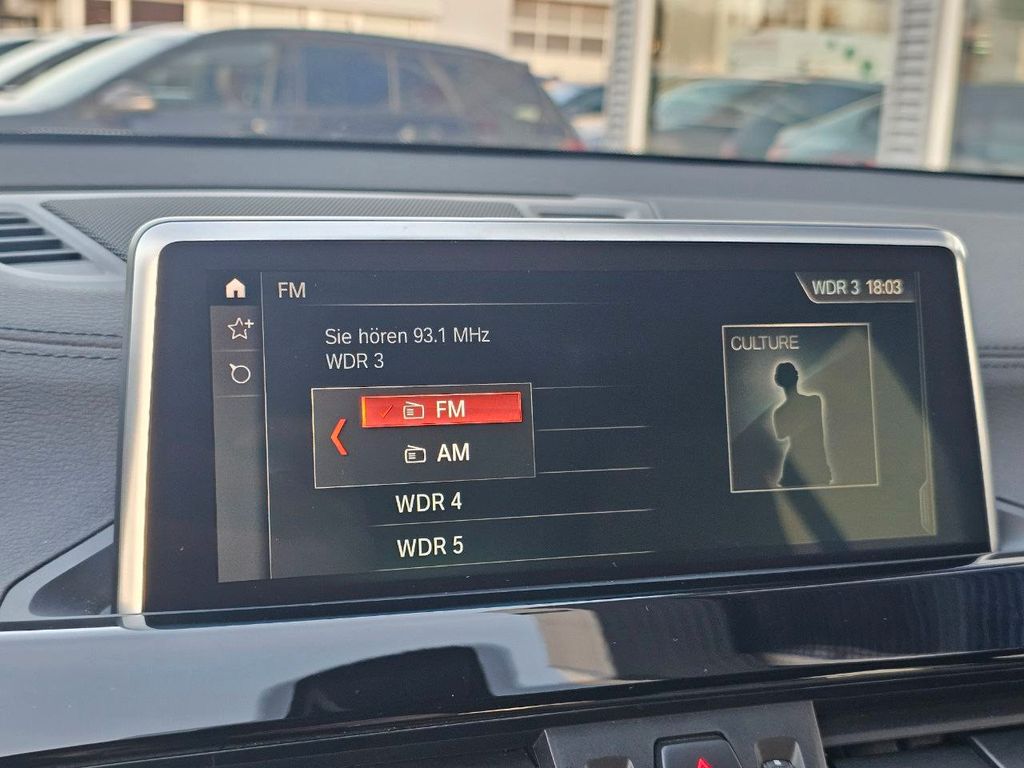 FM
WDR 3 18:03
Sie hören 93.1 MHz
WDR 3
CULTURE
FM
AM
WDR 4
WDR 5